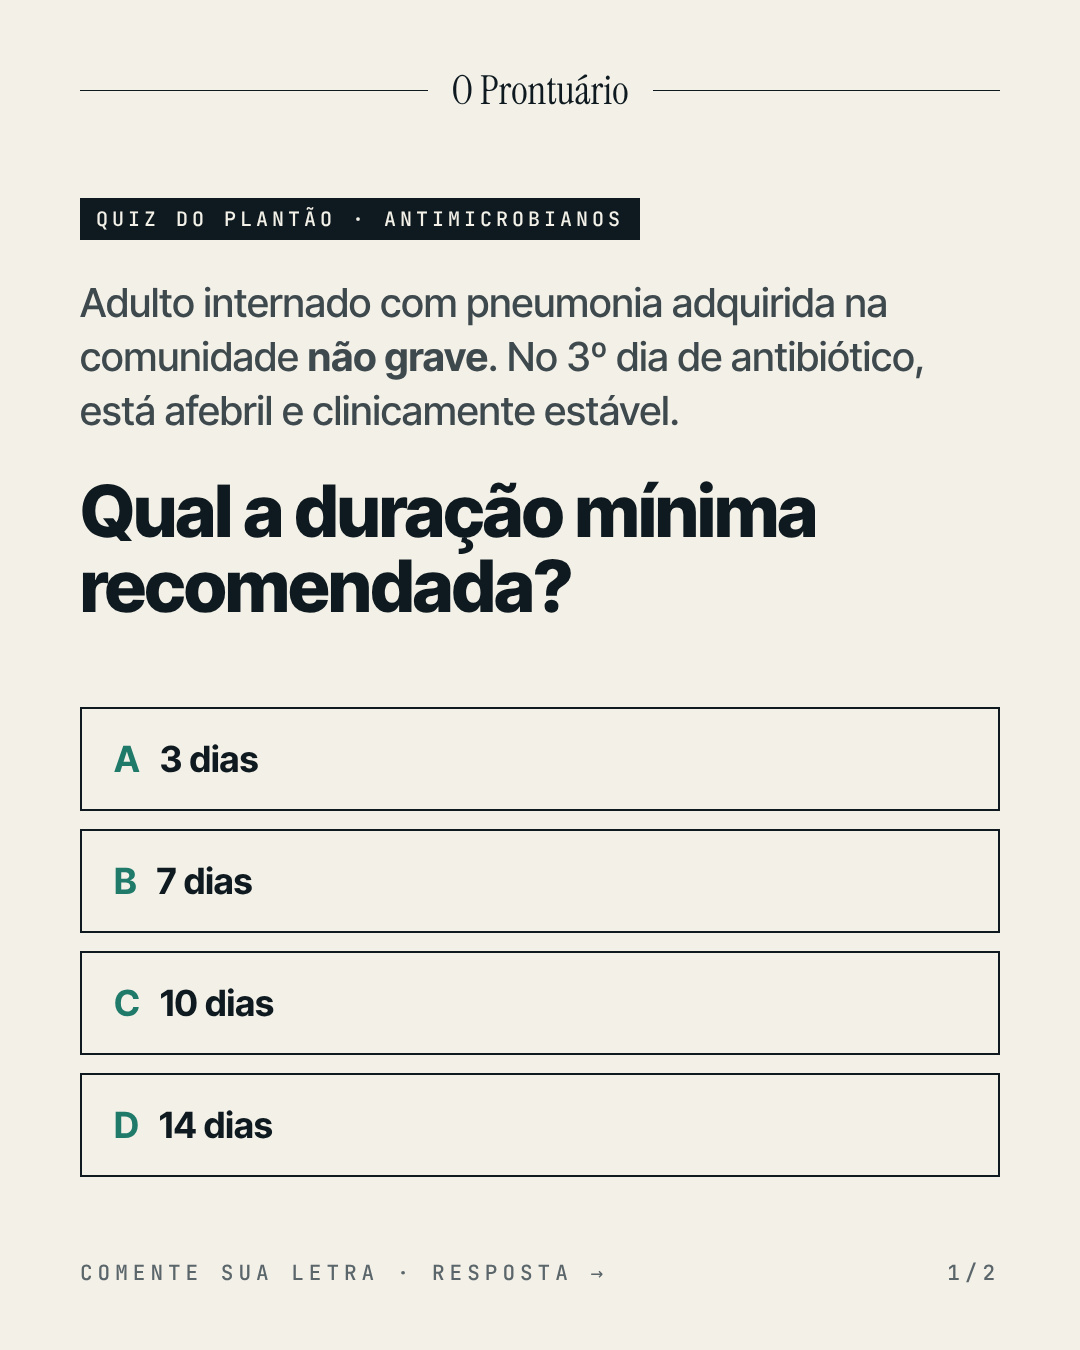 O Prontuário
QUIZ DO PLANTÃO · ANTIMICROBIANOS
Adulto internado com pneumonia adquirida na
comunidade não grave. No 3º dia de antibiótico,
está afebril e clinicamente estável.
Qual a duração mínima
recomendada?
A 3 dias
B 7 dias
C 10 dias
D 14 dias
COMENTE SUA LETRA · RESPOSTA → 1/2